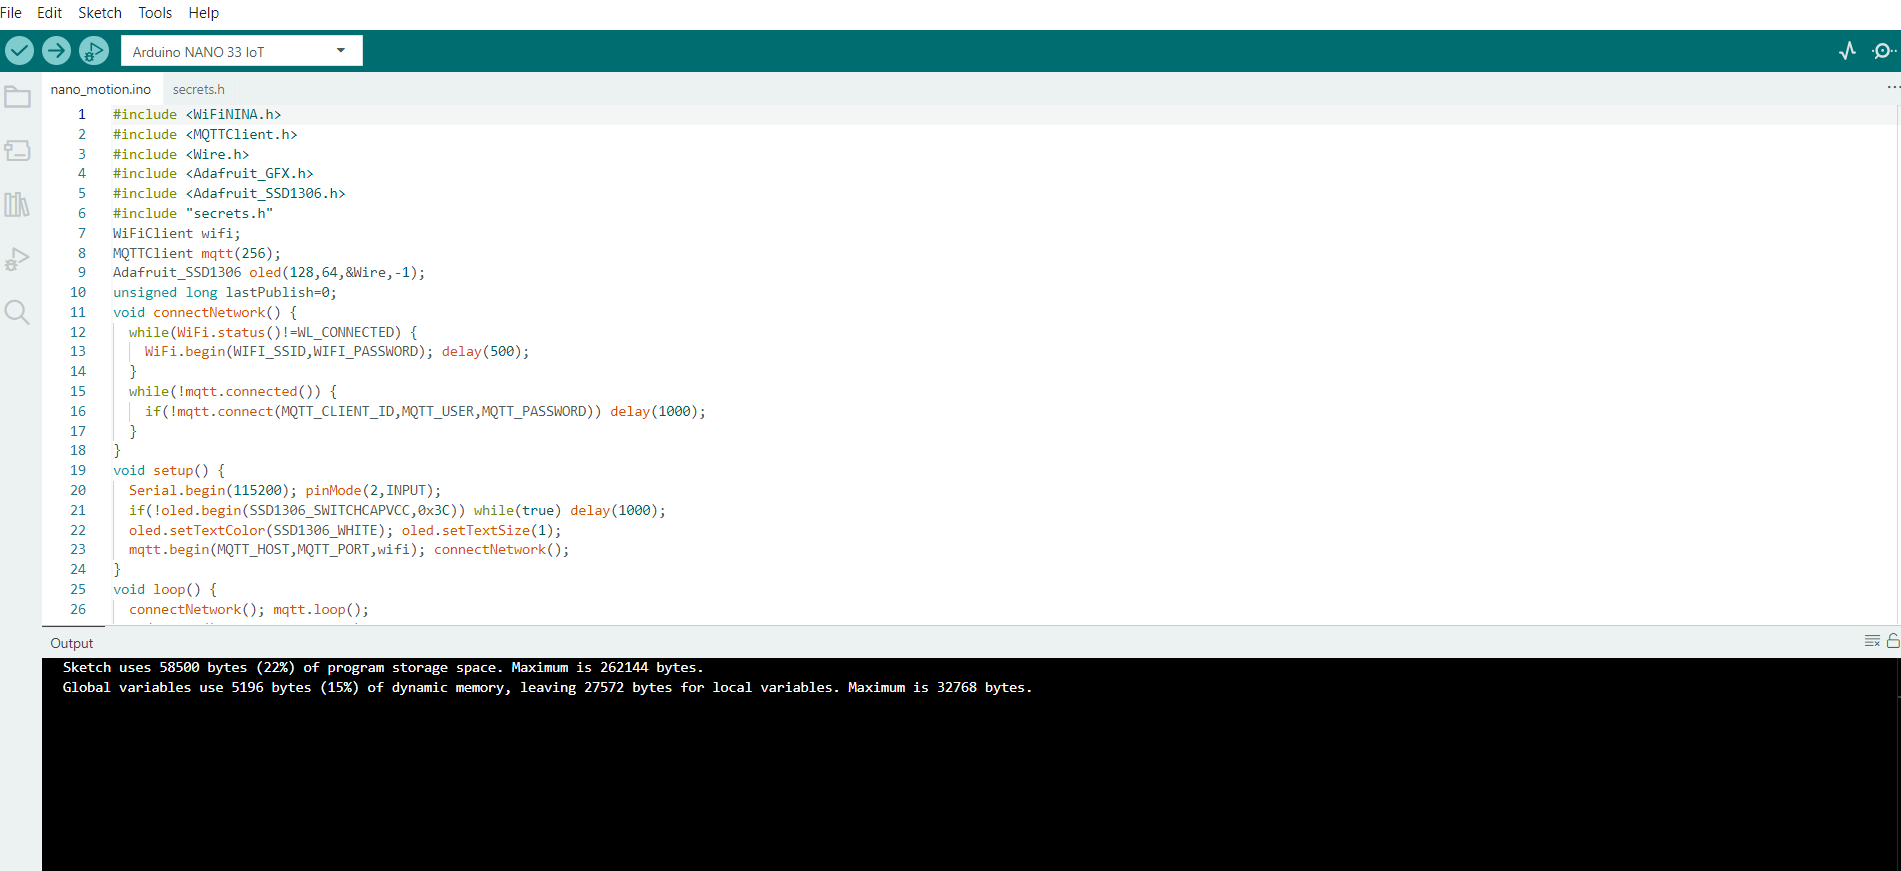 File Edit Sketch Tools Help
Arduino NANO 33 IoT
nano_motion.ino secrets.h
1 #include <WiFiNINA.h>
2 #include <MQTTClient.h>
3 #include <Wire.h>
4 #include <Adafruit_GFX.h>
5 #include <Adafruit_SSD1306.h>
6 #include "secrets.h"
7 WiFiClient wifi;
8 MQTTClient mqtt(256);
9 Adafruit_SSD1306 oled(128,64,&Wire,-1);
10 unsigned long lastPublish=0;
11 void connectNetwork() {
12 while(WiFi.status()!=WL_CONNECTED) {
13 WiFi.begin(WIFI_SSID,WIFI_PASSWORD); delay(500);
14 }
15 while(!mqtt.connected()) {
16 if(!mqtt.connect(MQTT_CLIENT_ID,MQTT_USER,MQTT_PASSWORD)) delay(1000);
17 }
18 }
19 void setup() {
20 Serial.begin(115200); pinMode(2,INPUT);
21 if(!oled.begin(SSD1306_SWITCHCAPVCC,0x3C)) while(true) delay(1000);
22 oled.setTextColor(SSD1306_WHITE); oled.setTextSize(1);
23 mqtt.begin(MQTT_HOST,MQTT_PORT,wifi); connectNetwork();
24 }
25 void loop() {
26 connectNetwork(); mqtt.loop();
Output
Sketch uses 58500 bytes (22%) of program storage space. Maximum is 262144 bytes.
Global variables use 5196 bytes (15%) of dynamic memory, leaving 27572 bytes for local variables. Maximum is 32768 bytes.